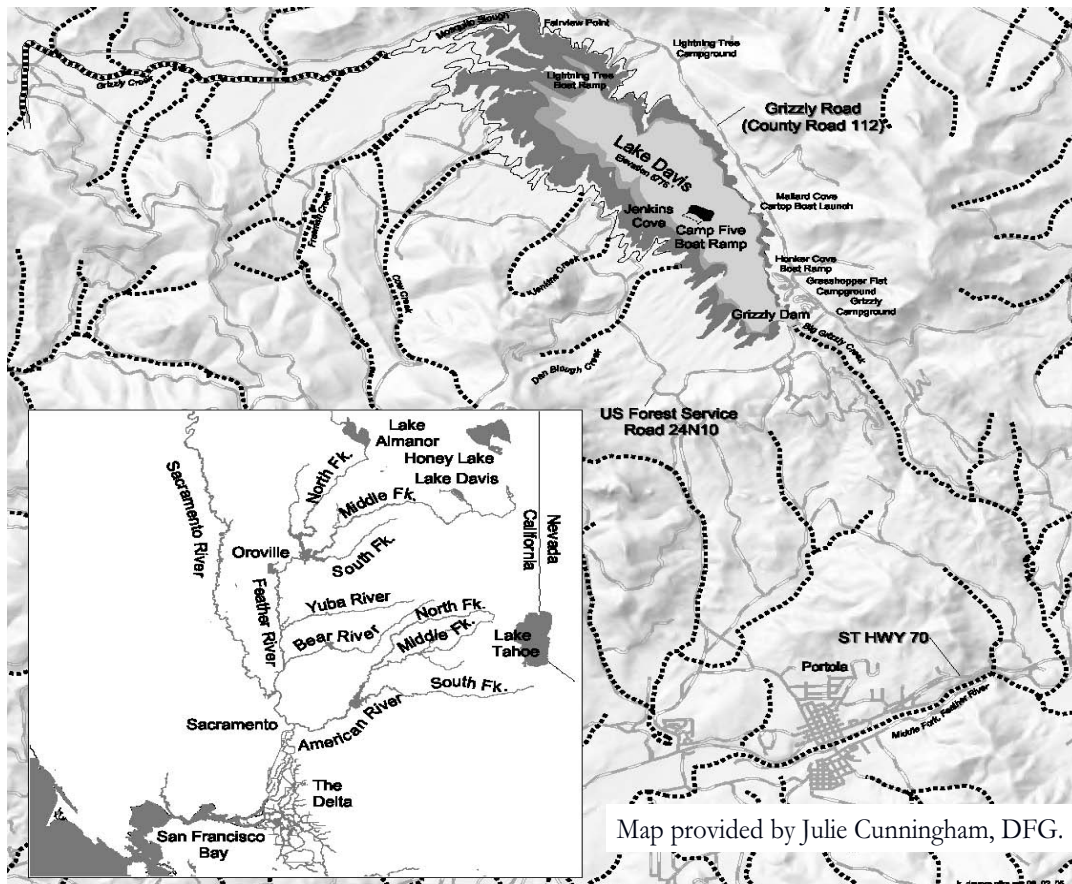 Mosquito Slough
Fairview Point
Grizzly Creek
Lightning Tree
Campground
Lightning Tree
Boat Ramp
Grizzly Road
(County Road 112)
Lake Davis
Elevation 5775
Mallard Cove
Cartop Boat Launch
Jenkins
Cove
Camp Five
Boat Ramp
Freeman Creek
Cow Creek
Jenkins Creek
Honker Cove
Boat Ramp
Grasshopper Flat
Campground
Grizzly
Campground
Grizzly Dam
Big Grizzly Creek
Dan Blough Creek
US Forest Service
Road 24N10
Lake
Almanor
Honey Lake
Lake Davis
North Fk.
Middle Fk.
South Fk.
Sacramento River
Oroville
Feather River
Nevada
California
Yuba River
Bear River
North Fk.
Middle Fk.
Lake
Tahoe
South Fk.
Sacramento
American River
The
Delta
San Francisco
Bay
ST HWY 70
Portola
Middle Fork, Feather River
Map provided by Julie Cunningham, DFG.